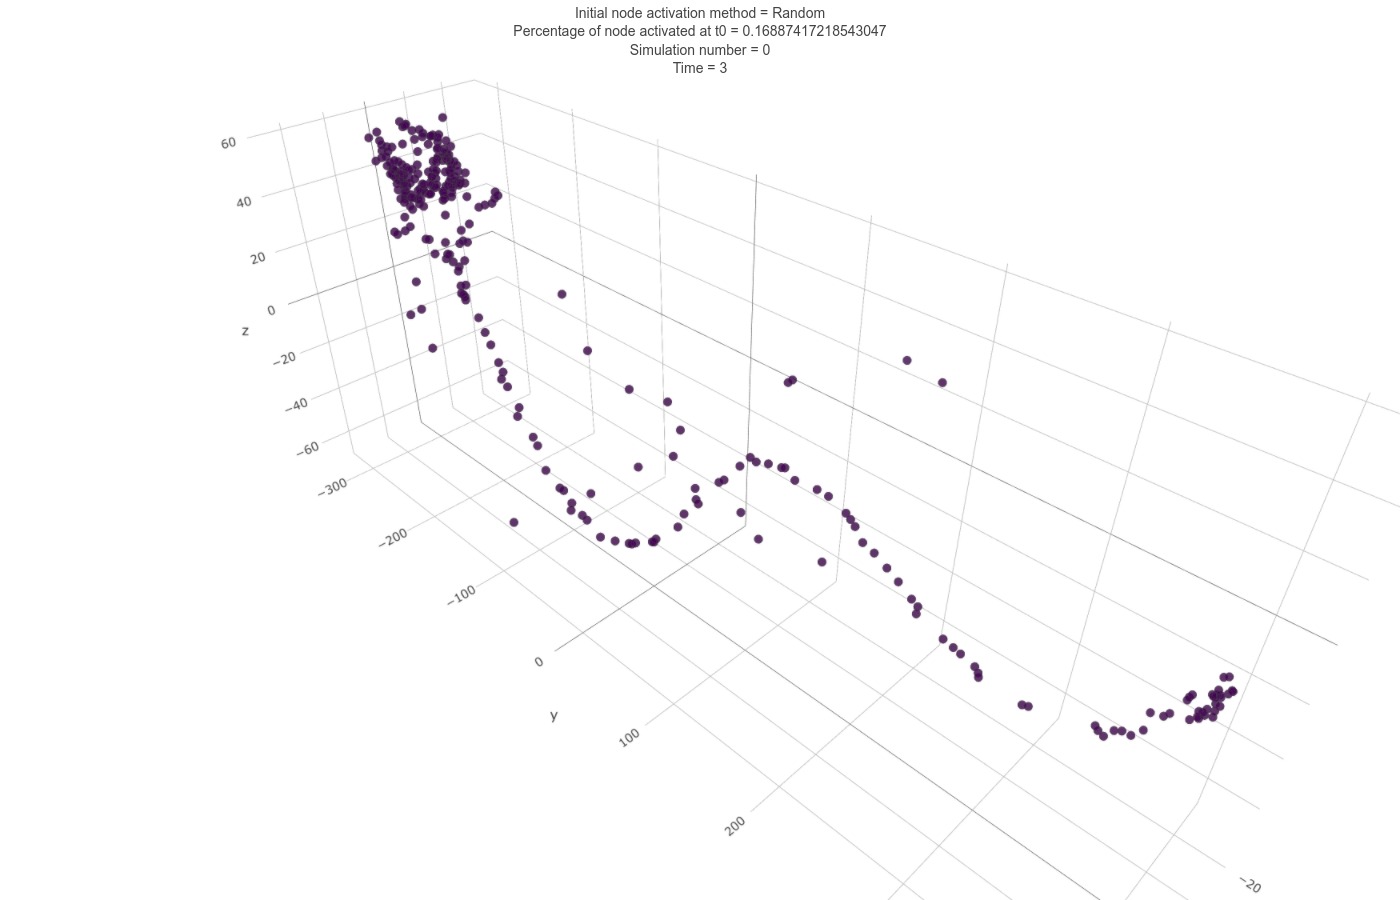 Initial node activation method = Random
Percentage of node activated at t0 = 0.16887417218543047
Simulation number = 0
Time = 3
60
40
20
0
z
−20
−40
−60
−300
−200
−100
0
y
100
200
−20